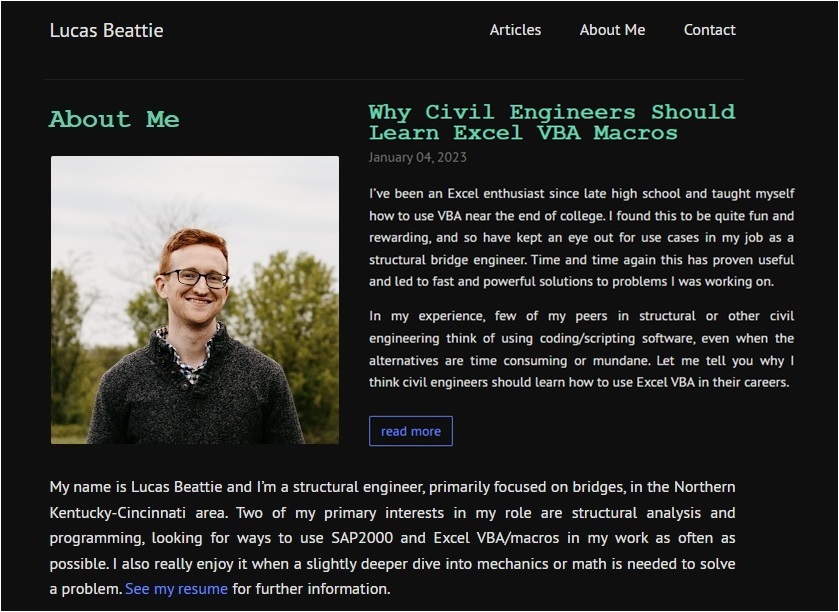 Lucas Beattie
Articles
About Me
Contact
About Me
Why Civil Engineers Should
Learn Excel VBA Macros
January 04, 2023
I've been an Excel enthusiast since late high school and taught myself
how to use VBA near the end of college. I found this to be quite fun and
rewarding, and so have kept an eye out for use cases in my job as a
structural bridge engineer. Time and time again this has proven useful
and led to fast and powerful solutions to problems I was working on.
In my experience, few of my peers in structural or other civil
engineering think of using coding/scripting software, even when the
alternatives are time consuming or mundane. Let me tell you why I
think civil engineers should learn how to use Excel VBA in their careers.
read more
My name is Lucas Beattie and I'm a structural engineer, primarily focused on bridges, in the Northern
Kentucky-Cincinnati area. Two of my primary interests in my role are structural analysis and
programming, looking for ways to use SAP2000 and Excel VBA/macros in my work as often as
possible. I also really enjoy it when a slightly deeper dive into mechanics or math is needed to solve
a problem. See my resume for further information.